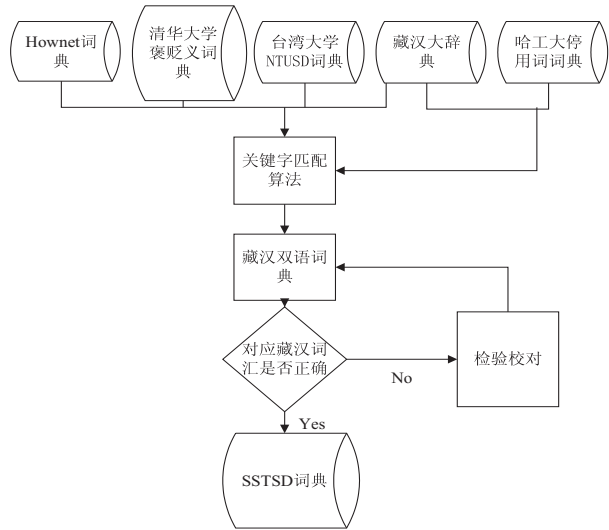 Hownet词
典
清华大学
褒贬义词
典
台湾大学
NTUSD词典
藏汉大辞
典
哈工大停
用词词典
关键字匹配
算法
藏汉双语词
典
对应藏汉词
汇是否正确
No
检验校对
Yes
SSTSD词典